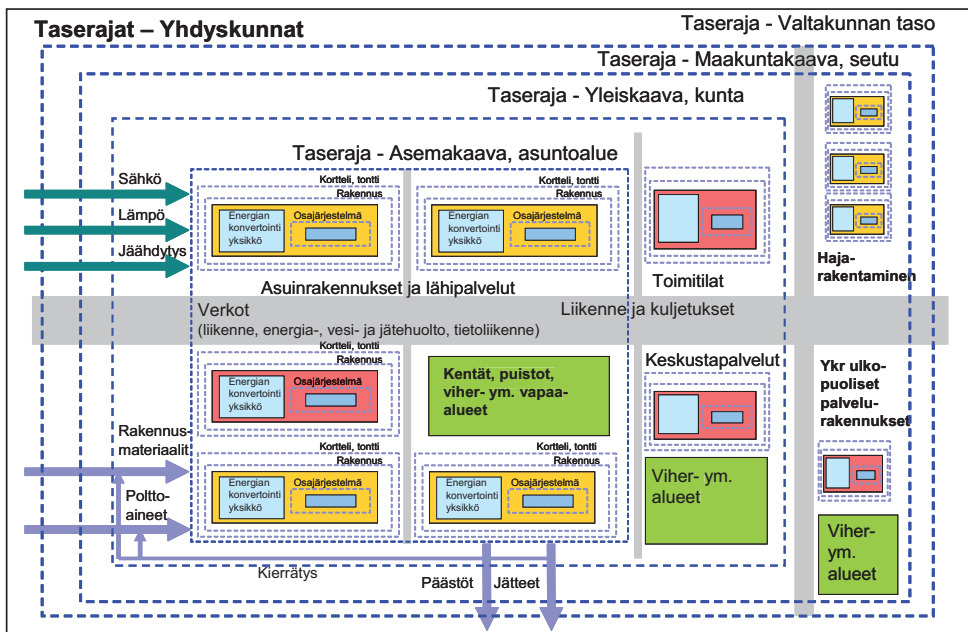 Taserajat – Yhdyskunnat
Taseraja - Valtakunnan taso
Taseraja - Maakuntakaava, seutu
Taseraja - Yleiskaava, kunta
Taseraja - Asemakaava, asuntoalue
Sähkö
Lämpö
Jäähdytys
Kortteli, tontti
Rakennus
Energian
konvertointi
yksikkö
Osajärjestelmä
Kortteli, tontti
Rakennus
Energian
konvertointi
yksikkö
Osajärjestelmä
Asuinrakennukset ja lähipalvelut
Toimitilat
Haja-
rakentaminen
Verkot
(liikenne, energia-, vesi- ja jätehuolto, tietoliikenne)
Liikenne ja kuljetukset
Kortteli, tontti
Rakennus
Energian
konvertointi
yksikkö
Osajärjestelmä
Kentät, puistot,
viher- ym. vapaa-
alueet
Keskustapalvelut
Ykr ulko-
puoliset
palvelu-
rakennukset
Rakennus-
materiaalit
Poltto-
aineet
Kortteli, tontti
Rakennus
Energian
konvertointi
yksikkö
Osajärjestelmä
Kortteli, tontti
Rakennus
Energian
konvertointi
yksikkö
Osajärjestelmä
Viher- ym.
alueet
Viher-
ym.
alueet
Kierrätys
Päästöt
Jätteet